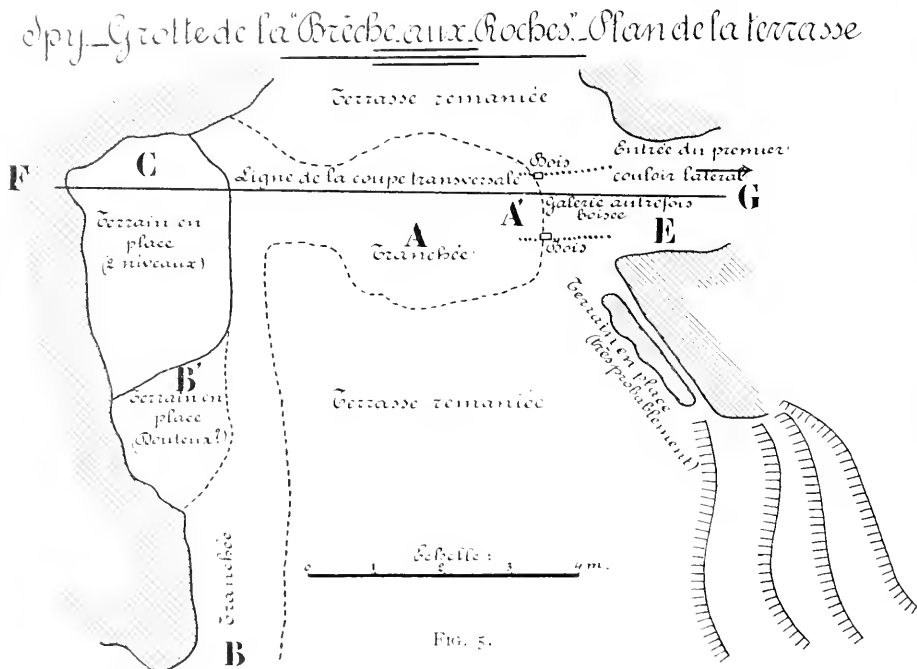 Spy_Grotte de la "Brèche.aux.Roches"_Plan de la terrasse
Terrasse remaniée
C
F
Ligne de la coupe transversale
Bois
Entrée du premier
couloir latéral
G
Terrain en
place
(2 niveaux)
A
Tranchée
A'
Galerie autrefois
boisée
E
Bois
B'
Terrain en
place
(Douteux?)
Terrasse remaniée
Terrain en place
(très probablement)
Tranchée
B
Echelle :
0 1 2 3 4 m.
FIG. 5.